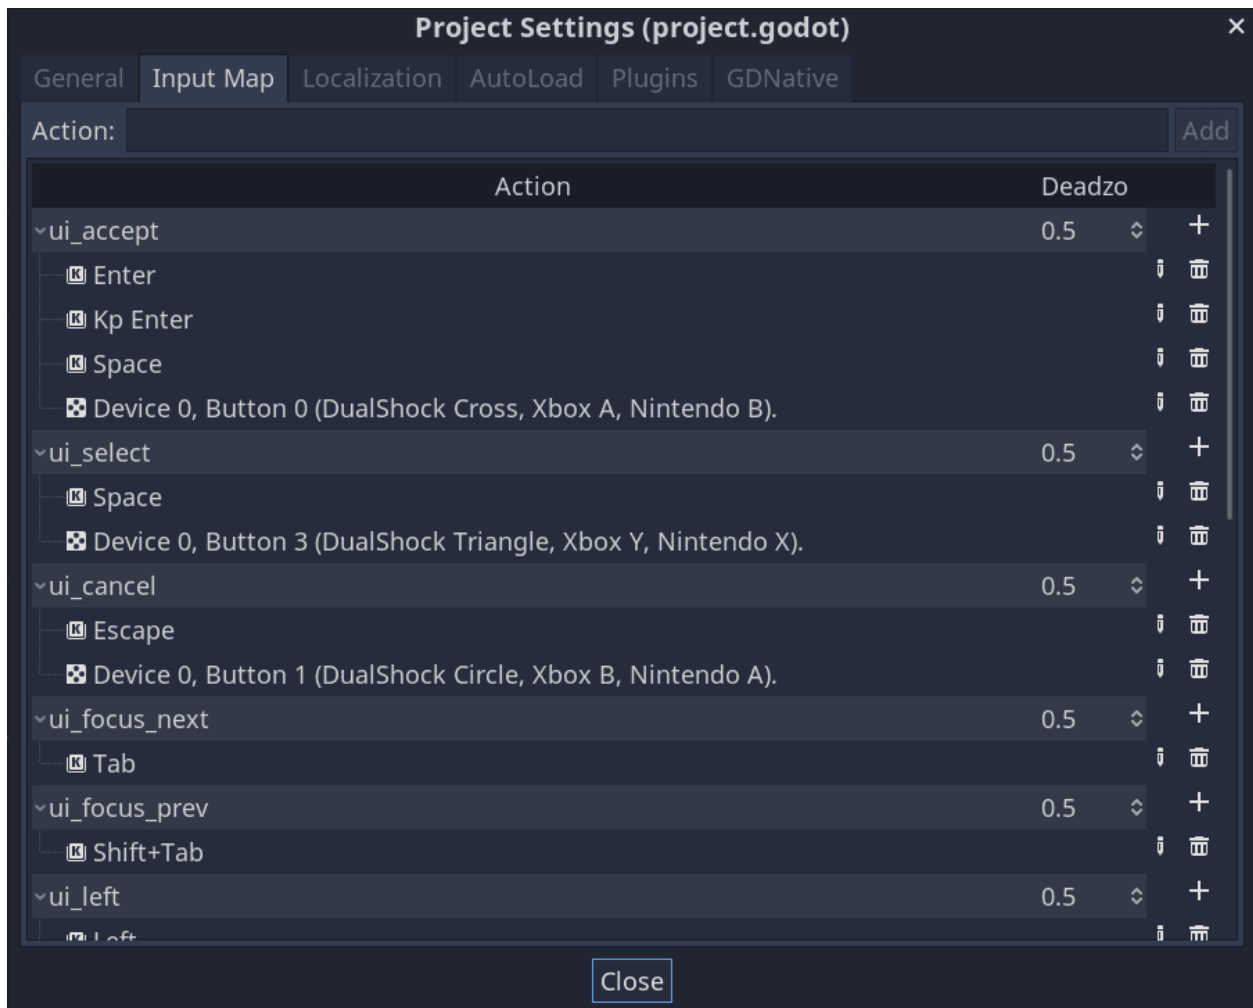 Project Settings (project.godot)
General Input Map Localization AutoLoad Plugins GDNative
Action: Add
Action Deadzo
ui_accept 0.5
Enter
Kp Enter
Space
Device 0, Button 0 (DualShock Cross, Xbox A, Nintendo B).
ui_select 0.5
Space
Device 0, Button 3 (DualShock Triangle, Xbox Y, Nintendo X).
ui_cancel 0.5
Escape
Device 0, Button 1 (DualShock Circle, Xbox B, Nintendo A).
ui_focus_next 0.5
Tab
ui_focus_prev 0.5
Shift+Tab
ui_left 0.5
Left
Close